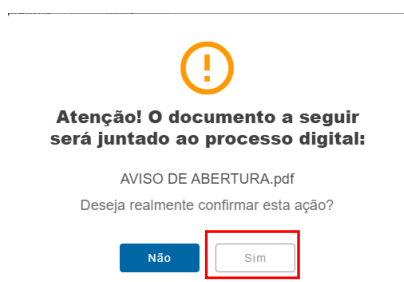 Atenção! O documento a seguir
será juntado ao processo digital:
AVISO DE ABERTURA.pdf
Deseja realmente confirmar esta ação?
Não Sim